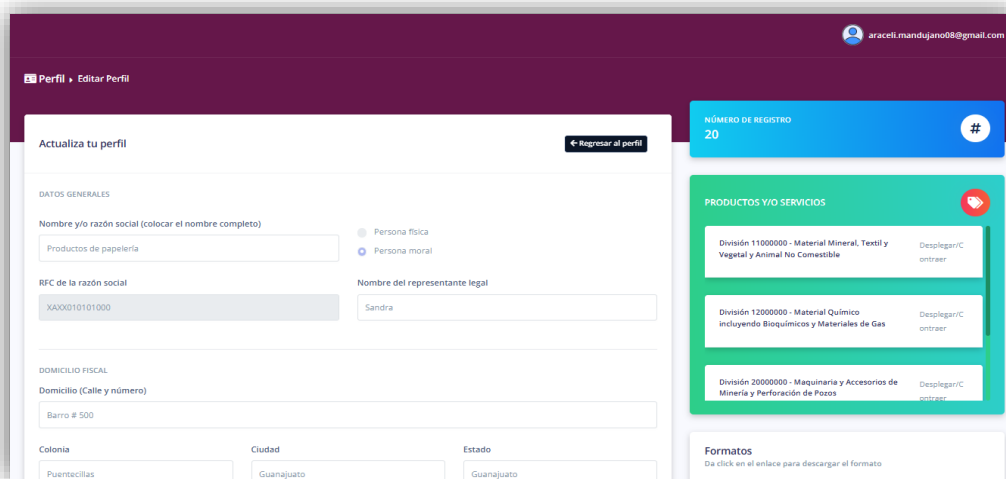 araceli.mandujano08@gmail.com
Perfil › Editar Perfil
Actualiza tu perfil
← Regresar al perfil
DATOS GENERALES
Nombre y/o razón social (colocar el nombre completo)
Productos de papelería
Persona física
Persona moral
RFC de la razón social
XAXX010101000
Nombre del representante legal
Sandra
DOMICILIO FISCAL
Domicilio (Calle y número)
Barro # 500
Colonia
Puentecillas
Ciudad
Guanajuato
Estado
Guanajuato
NÚMERO DE REGISTRO
20
#
PRODUCTOS Y/O SERVICIOS
División 11000000 - Material Mineral, Textil y
Vegetal y Animal No Comestible
Desplegar/C
ontraer
División 12000000 - Material Químico
incluyendo Bioquímicos y Materiales de Gas
Desplegar/C
ontraer
División 20000000 - Maquinaria y Accesorios de
Minería y Perforación de Pozos
Desplegar/C
ontraer
Formatos
Da click en el enlace para descargar el formato